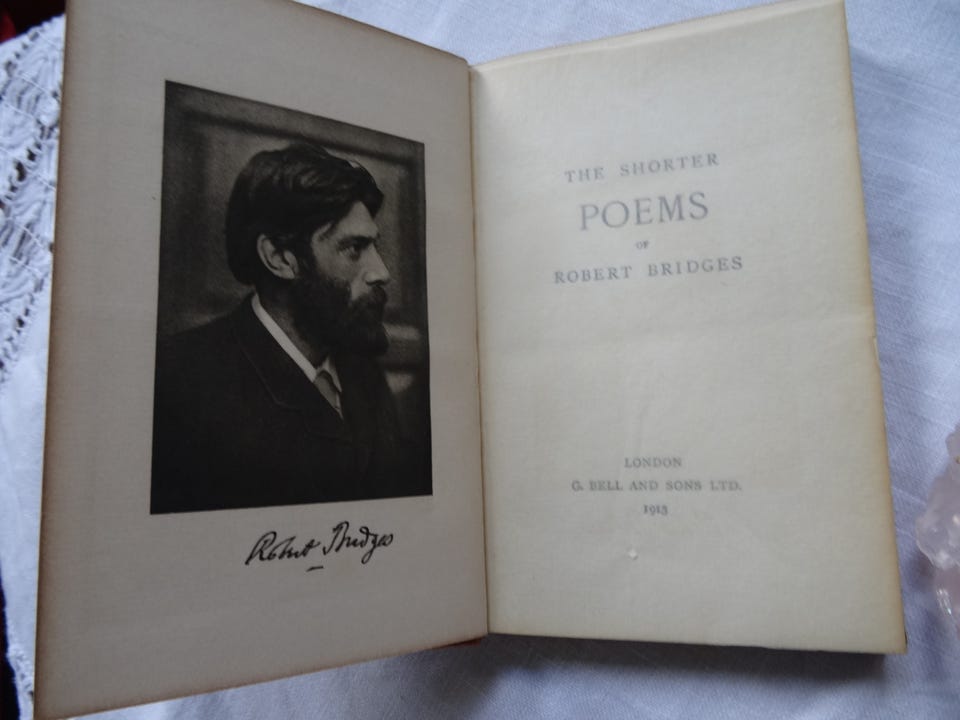 Robert Bridges
THE SHORTER
POEMS
OF
ROBERT BRIDGES
LONDON
G. BELL AND SONS LTD.
1913